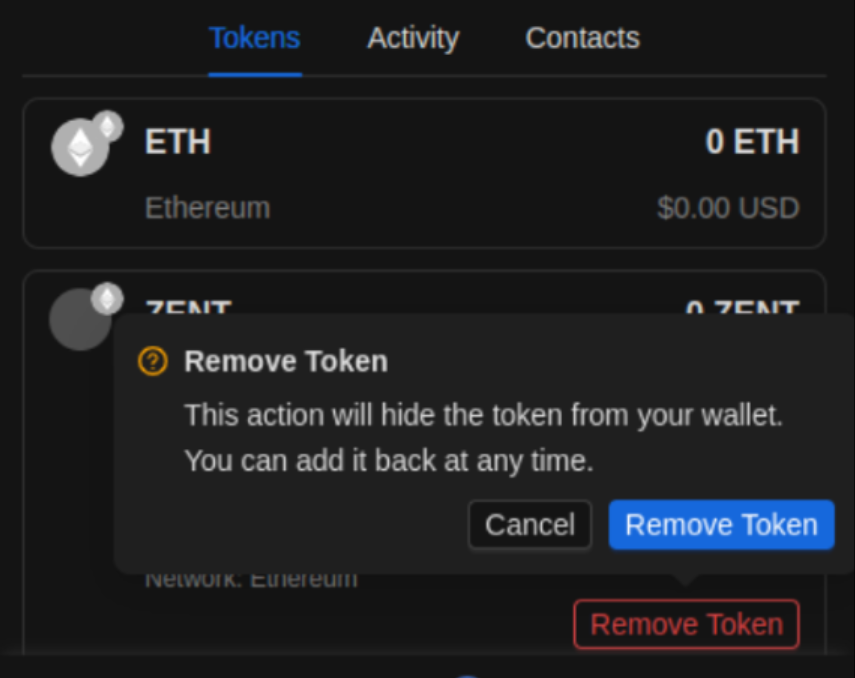 Tokens Activity Contacts
ETH 0 ETH
Ethereum $0.00 USD
ZENT 0 ZENT
Remove Token
This action will hide the token from your wallet.
You can add it back at any time.
Cancel Remove Token
Network: Ethereum
Remove Token